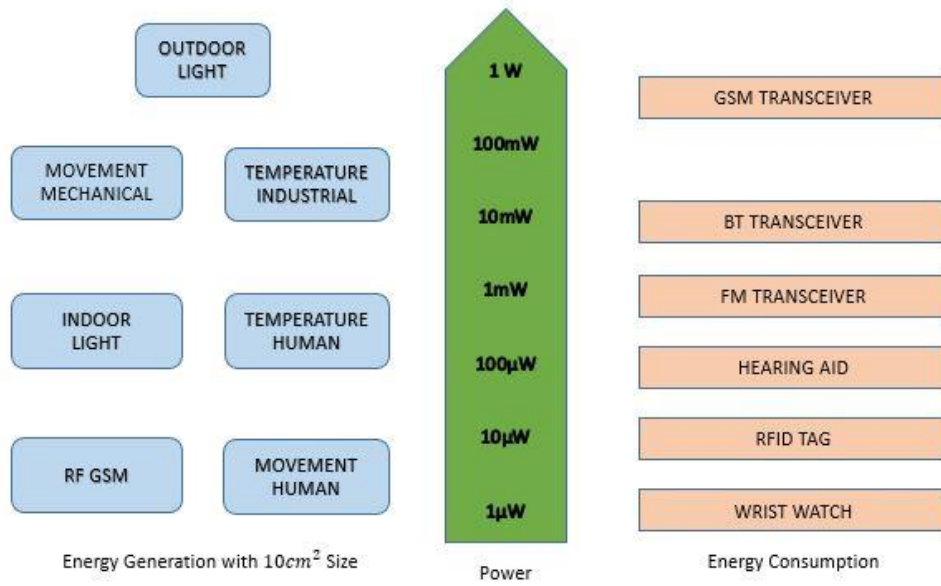 OUTDOOR
LIGHT
1 W
GSM TRANSCEIVER
100mW
MOVEMENT
MECHANICAL
TEMPERATURE
INDUSTRIAL
10mW
BT TRANSCEIVER
1mW
FM TRANSCEIVER
INDOOR
LIGHT
TEMPERATURE
HUMAN
100µW
HEARING AID
10µW
RFID TAG
RF GSM
MOVEMENT
HUMAN
1µW
WRIST WATCH
Energy Generation with 10cm² Size
Power
Energy Consumption